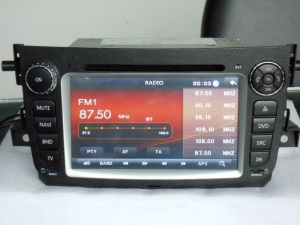 RADIO 00:03
ON
FM1
87.50 MHz
ST
87.50 MHZ
90.10 MHZ
98.10 MHZ
106.10 MHZ
108.00 MHZ
87.50 MHZ
PTY AF TA
BAND APS
MUTE
NAVI
BND
TV
DVD
SRC